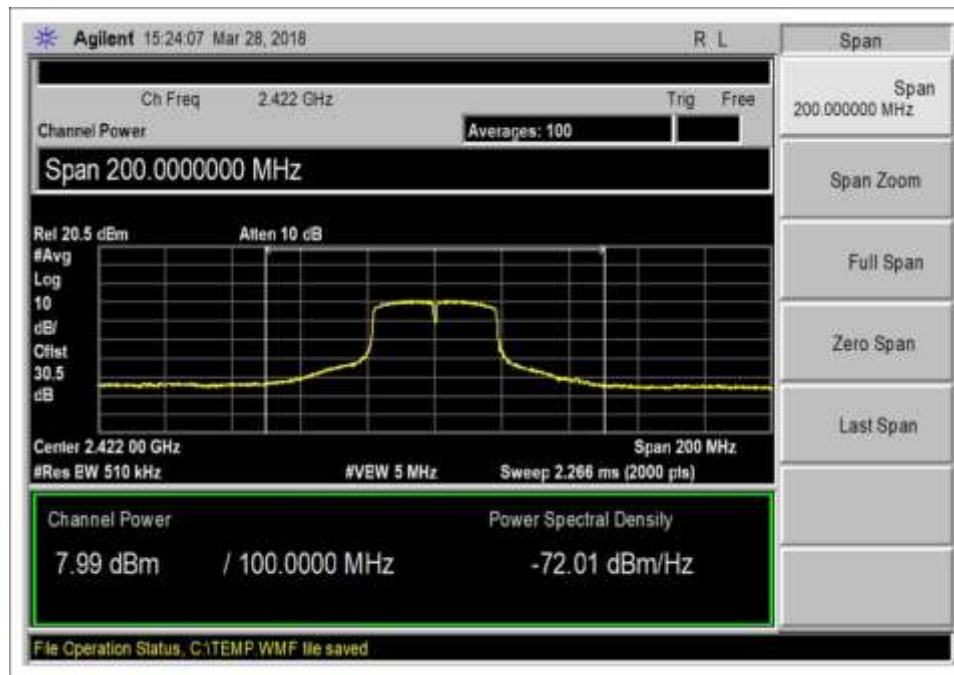 Agilent 15:24:07 Mar 28, 2018 R L
Span
Ch Freq 2.422 GHz Trig Free
Span
200.000000 MHz
Channel Power Averages: 100
Span 200.0000000 MHz
Span Zoom
Rel 20.5 dBm Atten 10 dB
#Avg
Log
10
dB/
Offst
30.5
dB
Full Span
Zero Span
Last Span
Center 2.422 00 GHz Span 200 MHz
#Res EW 510 kHz #VEW 5 MHz Sweep 2.266 ms (2000 pts)
Channel Power Power Spectral Density
7.99 dBm / 100.0000 MHz -72.01 dBm/Hz
File Operation Status, C:\TEMP.WMF file saved